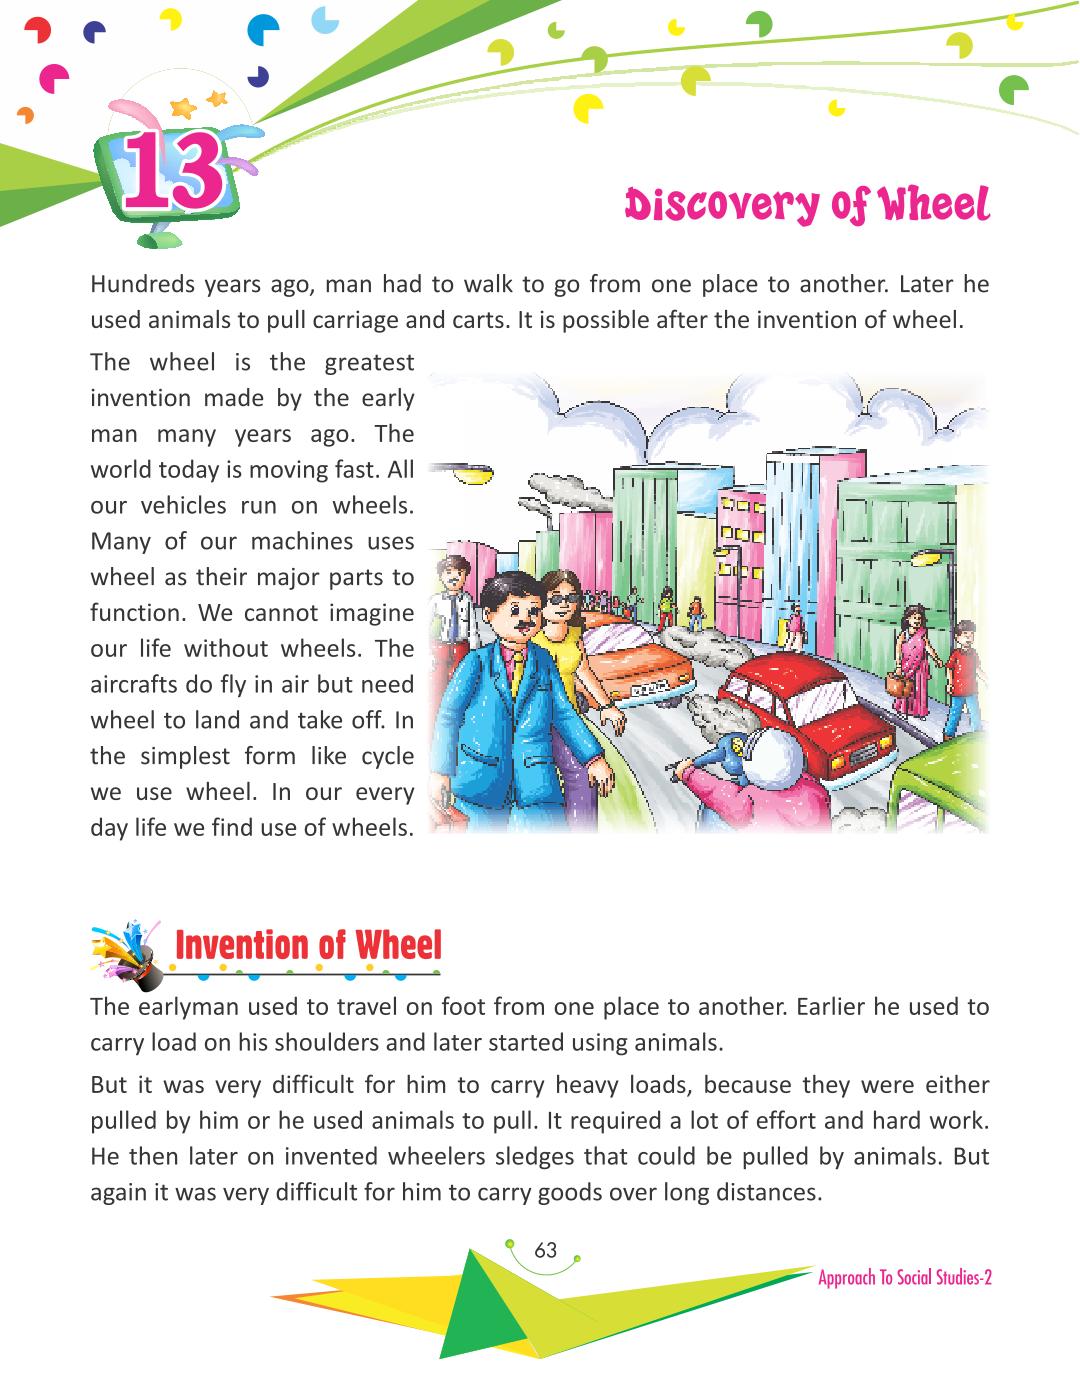 13
Discovery of Wheel
Hundreds years ago, man had to walk to go from one place to another. Later he
used animals to pull carriage and carts. It is possible after the invention of wheel.
The wheel is the greatest
invention made by the early
man many years ago. The
world today is moving fast. All
our vehicles run on wheels.
Many of our machines uses
wheel as their major parts to
function. We cannot imagine
our life without wheels. The
aircrafts do fly in air but need
wheel to land and take off. In
the simplest form like cycle
we use wheel. In our every
day life we find use of wheels.
Invention of Wheel
The earlyman used to travel on foot from one place to another. Earlier he used to
carry load on his shoulders and later started using animals.
But it was very difficult for him to carry heavy loads, because they were either
pulled by him or he used animals to pull. It required a lot of effort and hard work.
He then later on invented wheelers sledges that could be pulled by animals. But
again it was very difficult for him to carry goods over long distances.
63
Approach To Social Studies-2